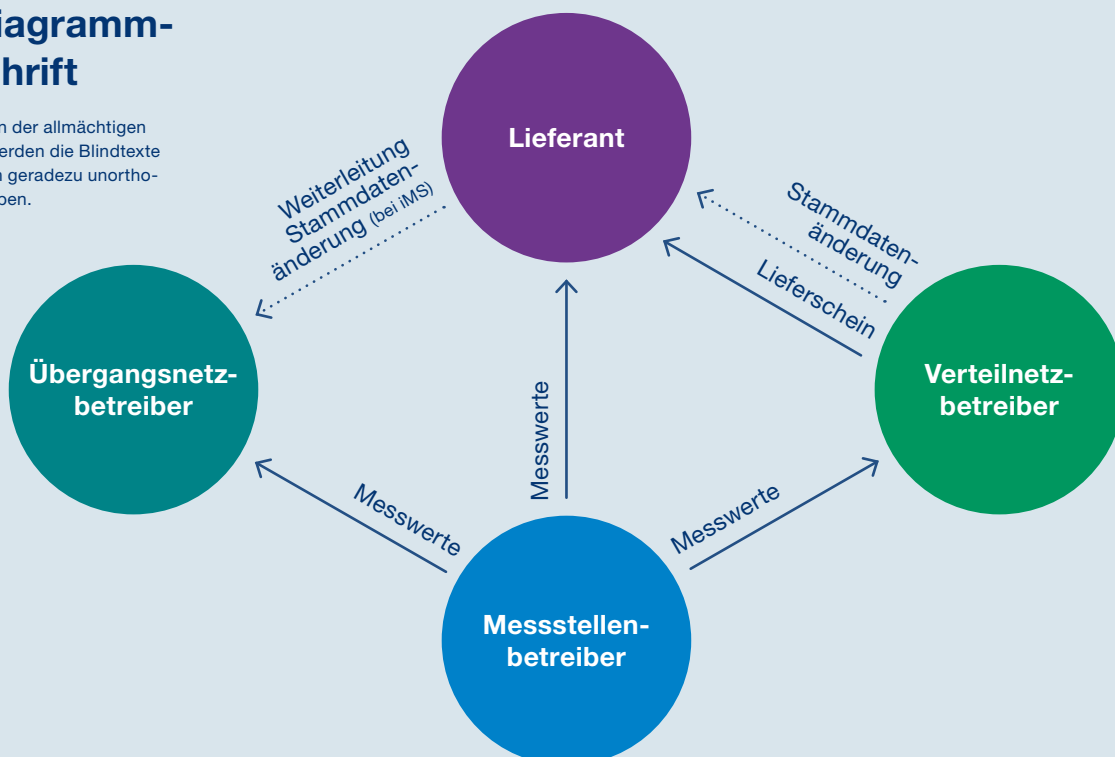 iagramm-
hrift
n der allmächtigen
erden die Blindtexte
n geradezu unortho-
ben.
Lieferant
Weiterleitung
Stammdaten-
änderung (bei iMS)
Stammdaten-
änderung
Lieferschein
Übergangsnetz-
betreiber
Verteilnetz-
betreiber
Messwerte
Messwerte
Messwerte
Messstellen-
betreiber